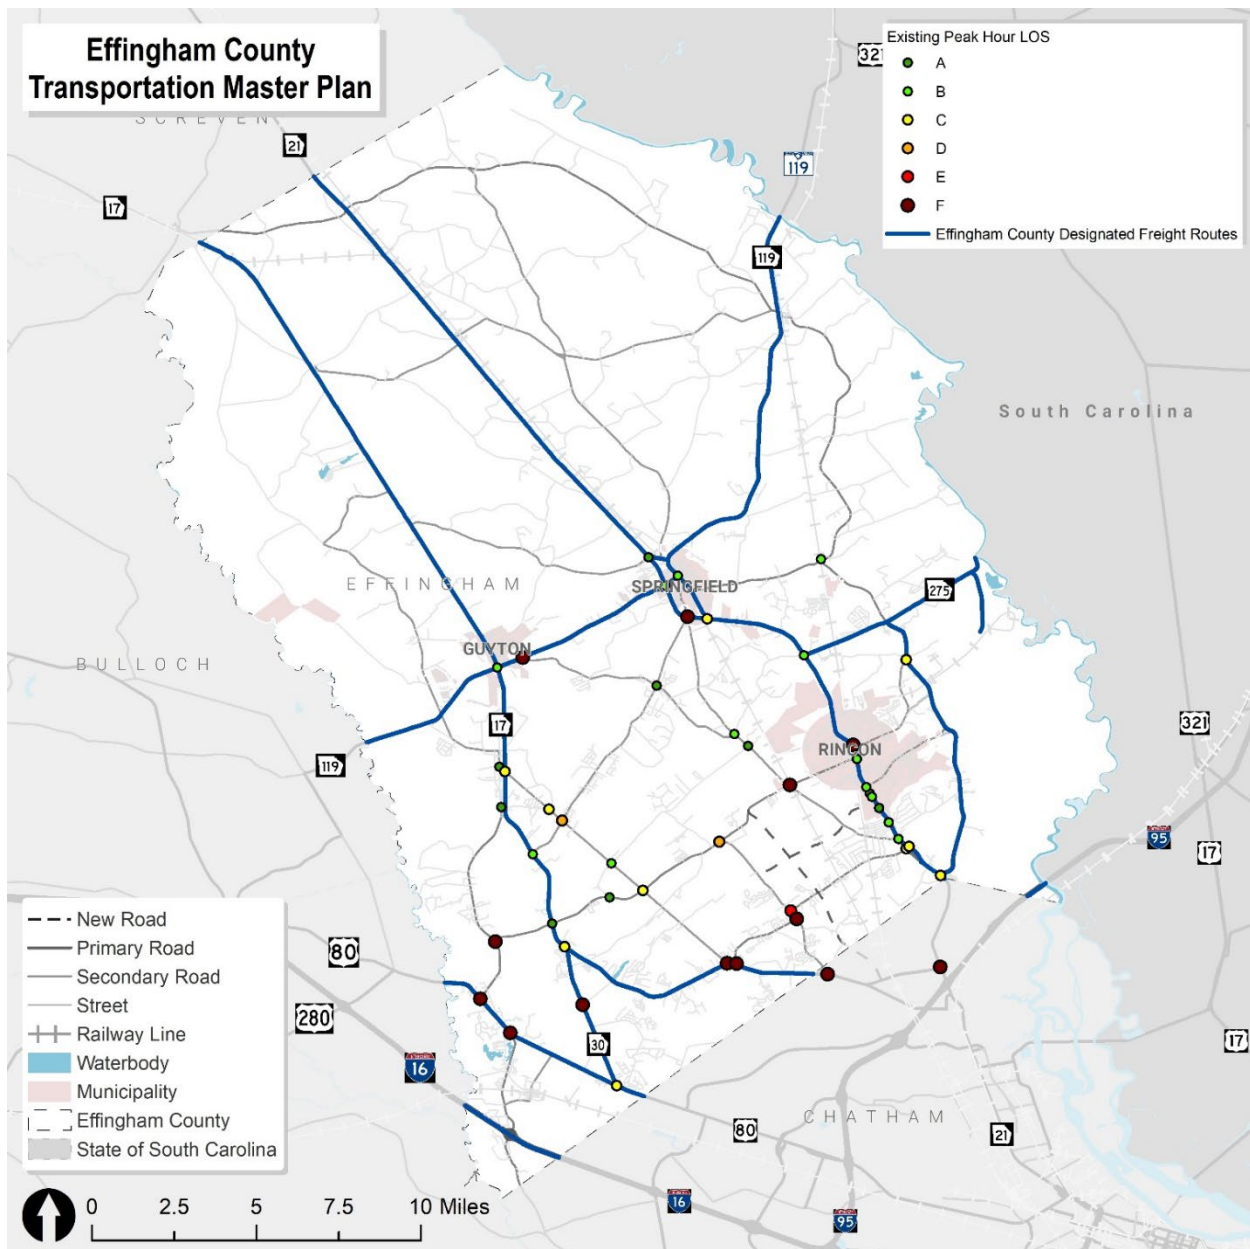 Effingham County
Transportation Master Plan
Existing Peak Hour LOS
A
B
C
D
E
F
Effingham County Designated Freight Routes
321
SCREVEN
21
119
17
119
South Carolina
EFFINGHAM
SPRINGFIELD
275
GUYTON
BULLOCH
17
321
RINCON
119
95
17
New Road
Primary Road
Secondary Road
Street
Railway Line
Waterbody
Municipality
Effingham County
State of South Carolina
80
280
16
30
17
CHATHAM
80
21
16
95
0 2.5 5 7.5 10 Miles